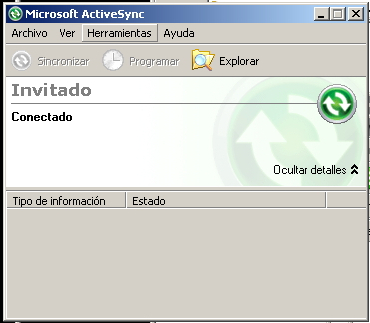 Microsoft ActiveSync
Archivo Ver Herramientas Ayuda
Sincronizar Programar Explorar
Invitado
Conectado
Ocultar detalles
Tipo de información Estado